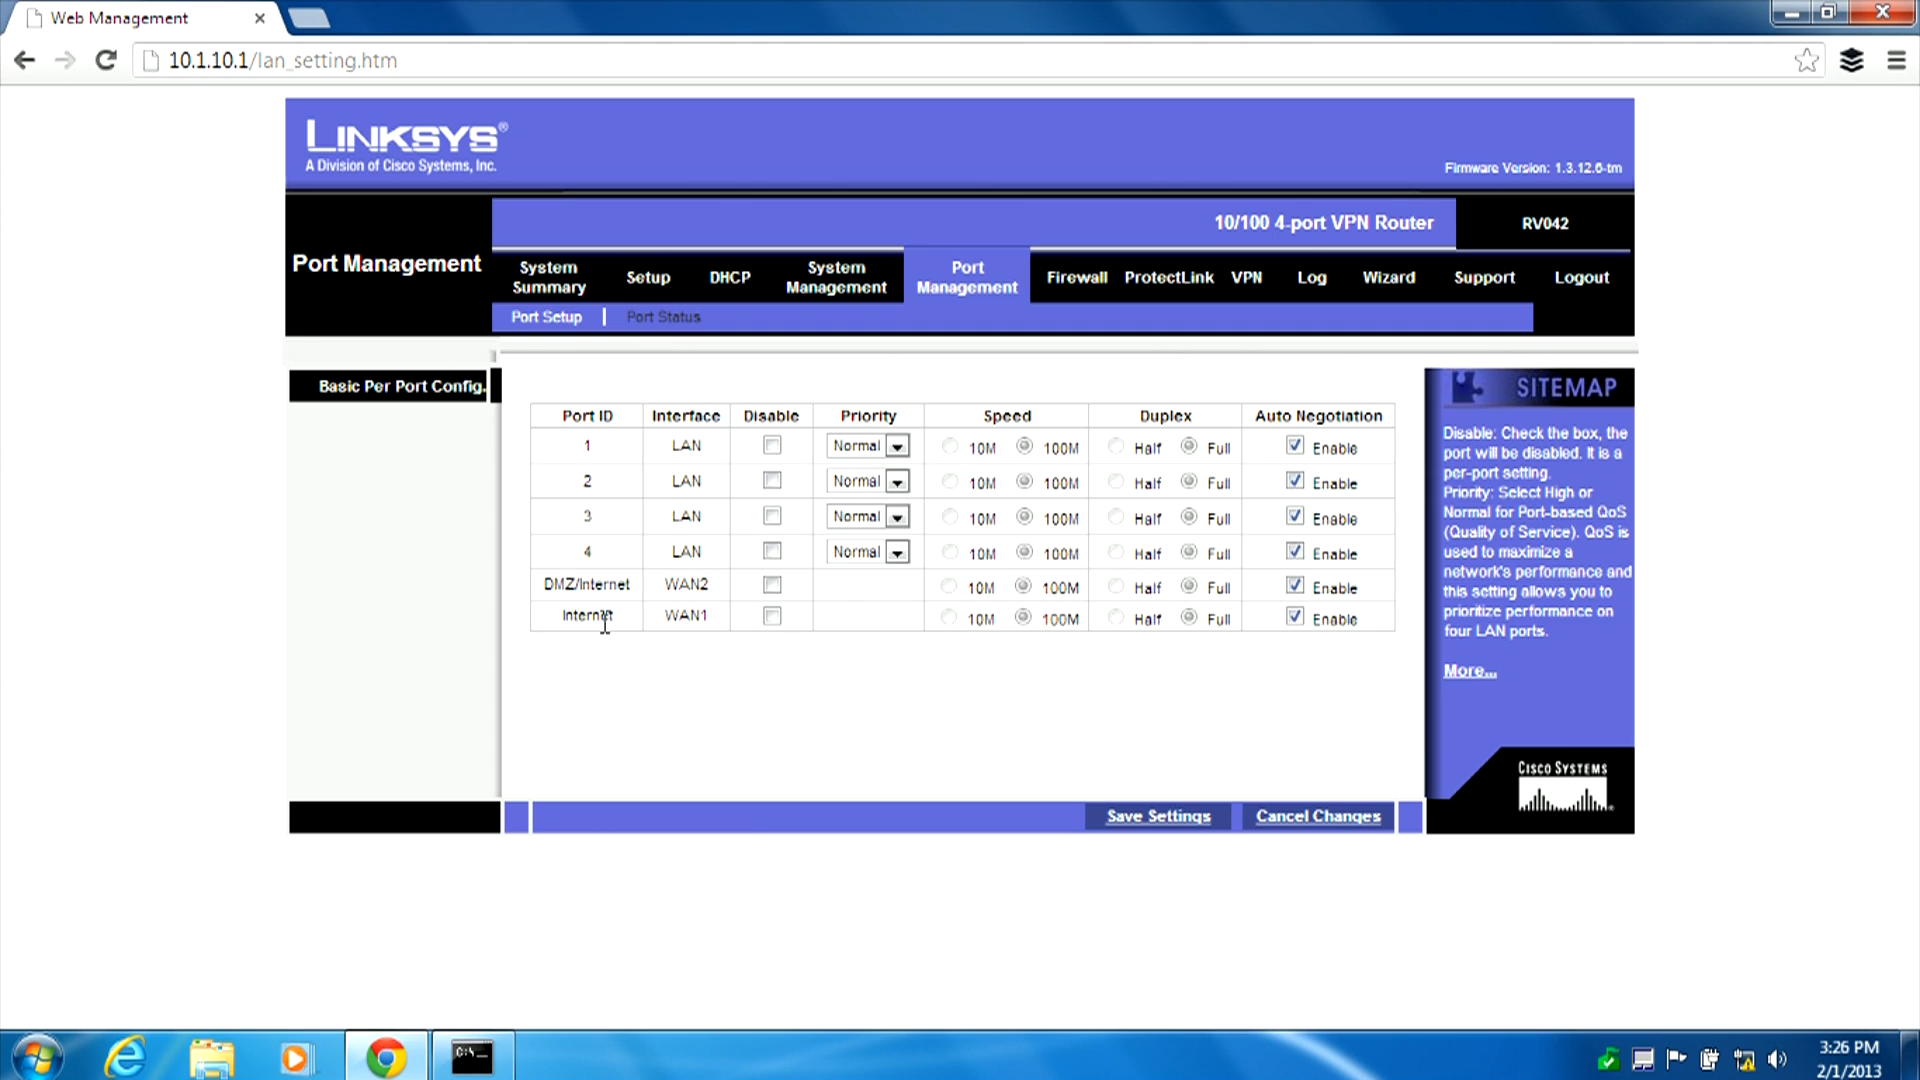 Web Management
10.1.10.1/lan_setting.htm
LINKSYS®
A Division of Cisco Systems, Inc.
Firmware Version: 1.3.12.6-tm
10/100 4-port VPN Router RV042
Port Management
System Summary Setup DHCP System Management Port Management Firewall ProtectLink VPN Log Wizard Support Logout
Port Setup | Port Status
Basic Per Port Config.
Port ID Interface Disable Priority Speed Duplex Auto Negotiation
1 LAN Normal 10M 100M Half Full Enable
2 LAN Normal 10M 100M Half Full Enable
3 LAN Normal 10M 100M Half Full Enable
4 LAN Normal 10M 100M Half Full Enable
DMZ/Internet WAN2 10M 100M Half Full Enable
Internet WAN1 10M 100M Half Full Enable
SITEMAP
Disable: Check the box, the
port will be disabled. It is a
per-port setting.
Priority: Select High or
Normal for Port-based QoS
(Quality of Service). QoS is
used to maximize a
network's performance and
this setting allows you to
prioritize performance on
four LAN ports.
More...
CISCO SYSTEMS
Save Settings Cancel Changes
C:\_
3:26 PM
2/1/2013